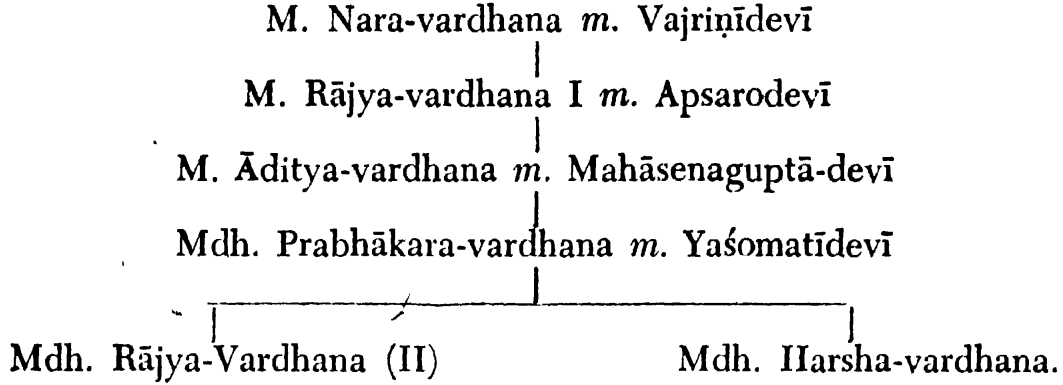 M. Nara-vardhana m. Vajriṇīdevī
M. Rājya-vardhana I m. Apsarodevī
M. Āditya-vardhana m. Mahāsenaguptā-devī
Mdh. Prabhākara-vardhana m. Yaśomatīdevī
Mdh. Rājya-Vardhana (II) Mdh. Harsha-vardhana.